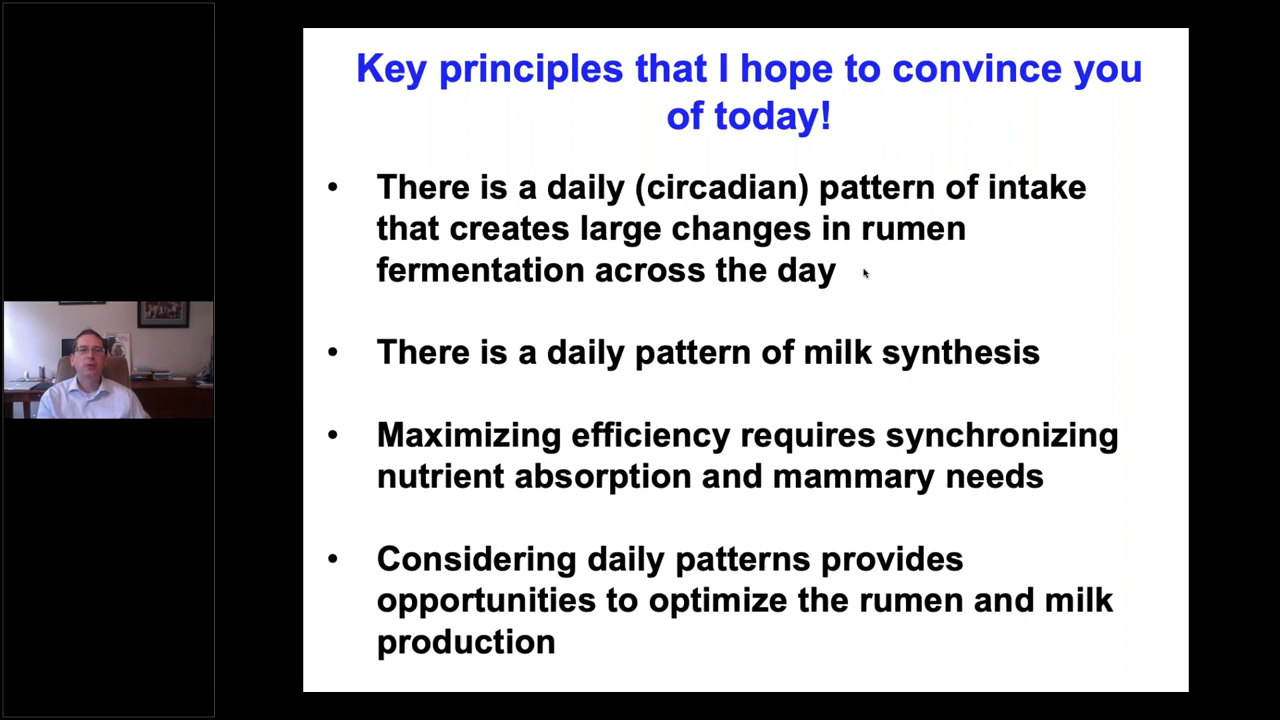 Key principles that I hope to convince you
of today!
• There is a daily (circadian) pattern of intake
that creates large changes in rumen
fermentation across the day
• There is a daily pattern of milk synthesis
• Maximizing efficiency requires synchronizing
nutrient absorption and mammary needs
• Considering daily patterns provides
opportunities to optimize the rumen and milk
production